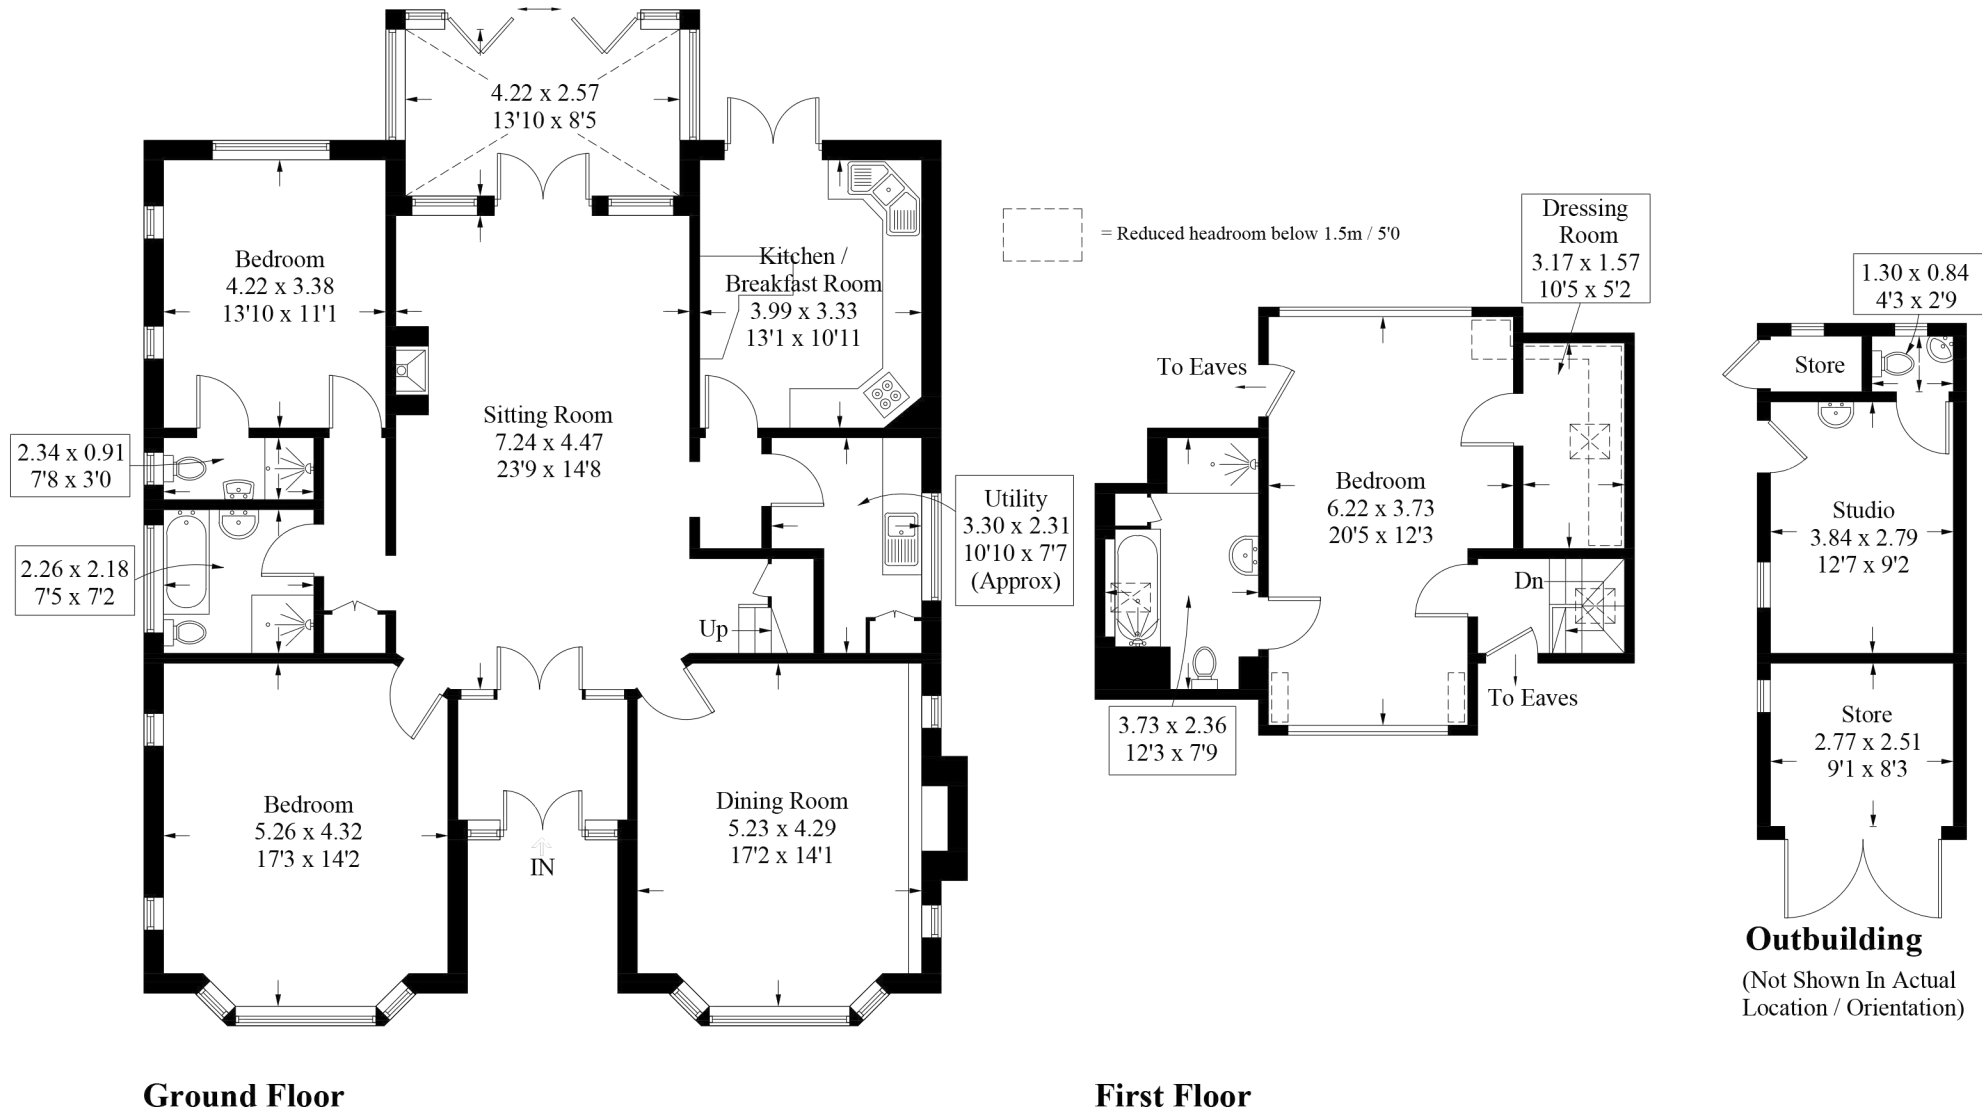 4.22 x 2.57
13'10 x 8'5
Bedroom
4.22 x 3.38
13'10 x 11'1
Kitchen /
Breakfast Room
3.99 x 3.33
13'1 x 10'11
Sitting Room
7.24 x 4.47
23'9 x 14'8
2.34 x 0.91
7'8 x 3'0
2.26 x 2.18
7'5 x 7'2
Utility
3.30 x 2.31
10'10 x 7'7
(Approx)
Up
Bedroom
5.26 x 4.32
17'3 x 14'2
Dining Room
5.23 x 4.29
17'2 x 14'1
IN
Ground Floor
= Reduced headroom below 1.5m / 5'0
Dressing
Room
3.17 x 1.57
10'5 x 5'2
To Eaves
Bedroom
6.22 x 3.73
20'5 x 12'3
Dn
To Eaves
3.73 x 2.36
12'3 x 7'9
First Floor
1.30 x 0.84
4'3 x 2'9
Store
Studio
3.84 x 2.79
12'7 x 9'2
Store
2.77 x 2.51
9'1 x 8'3
Outbuilding
(Not Shown In Actual
Location / Orientation)